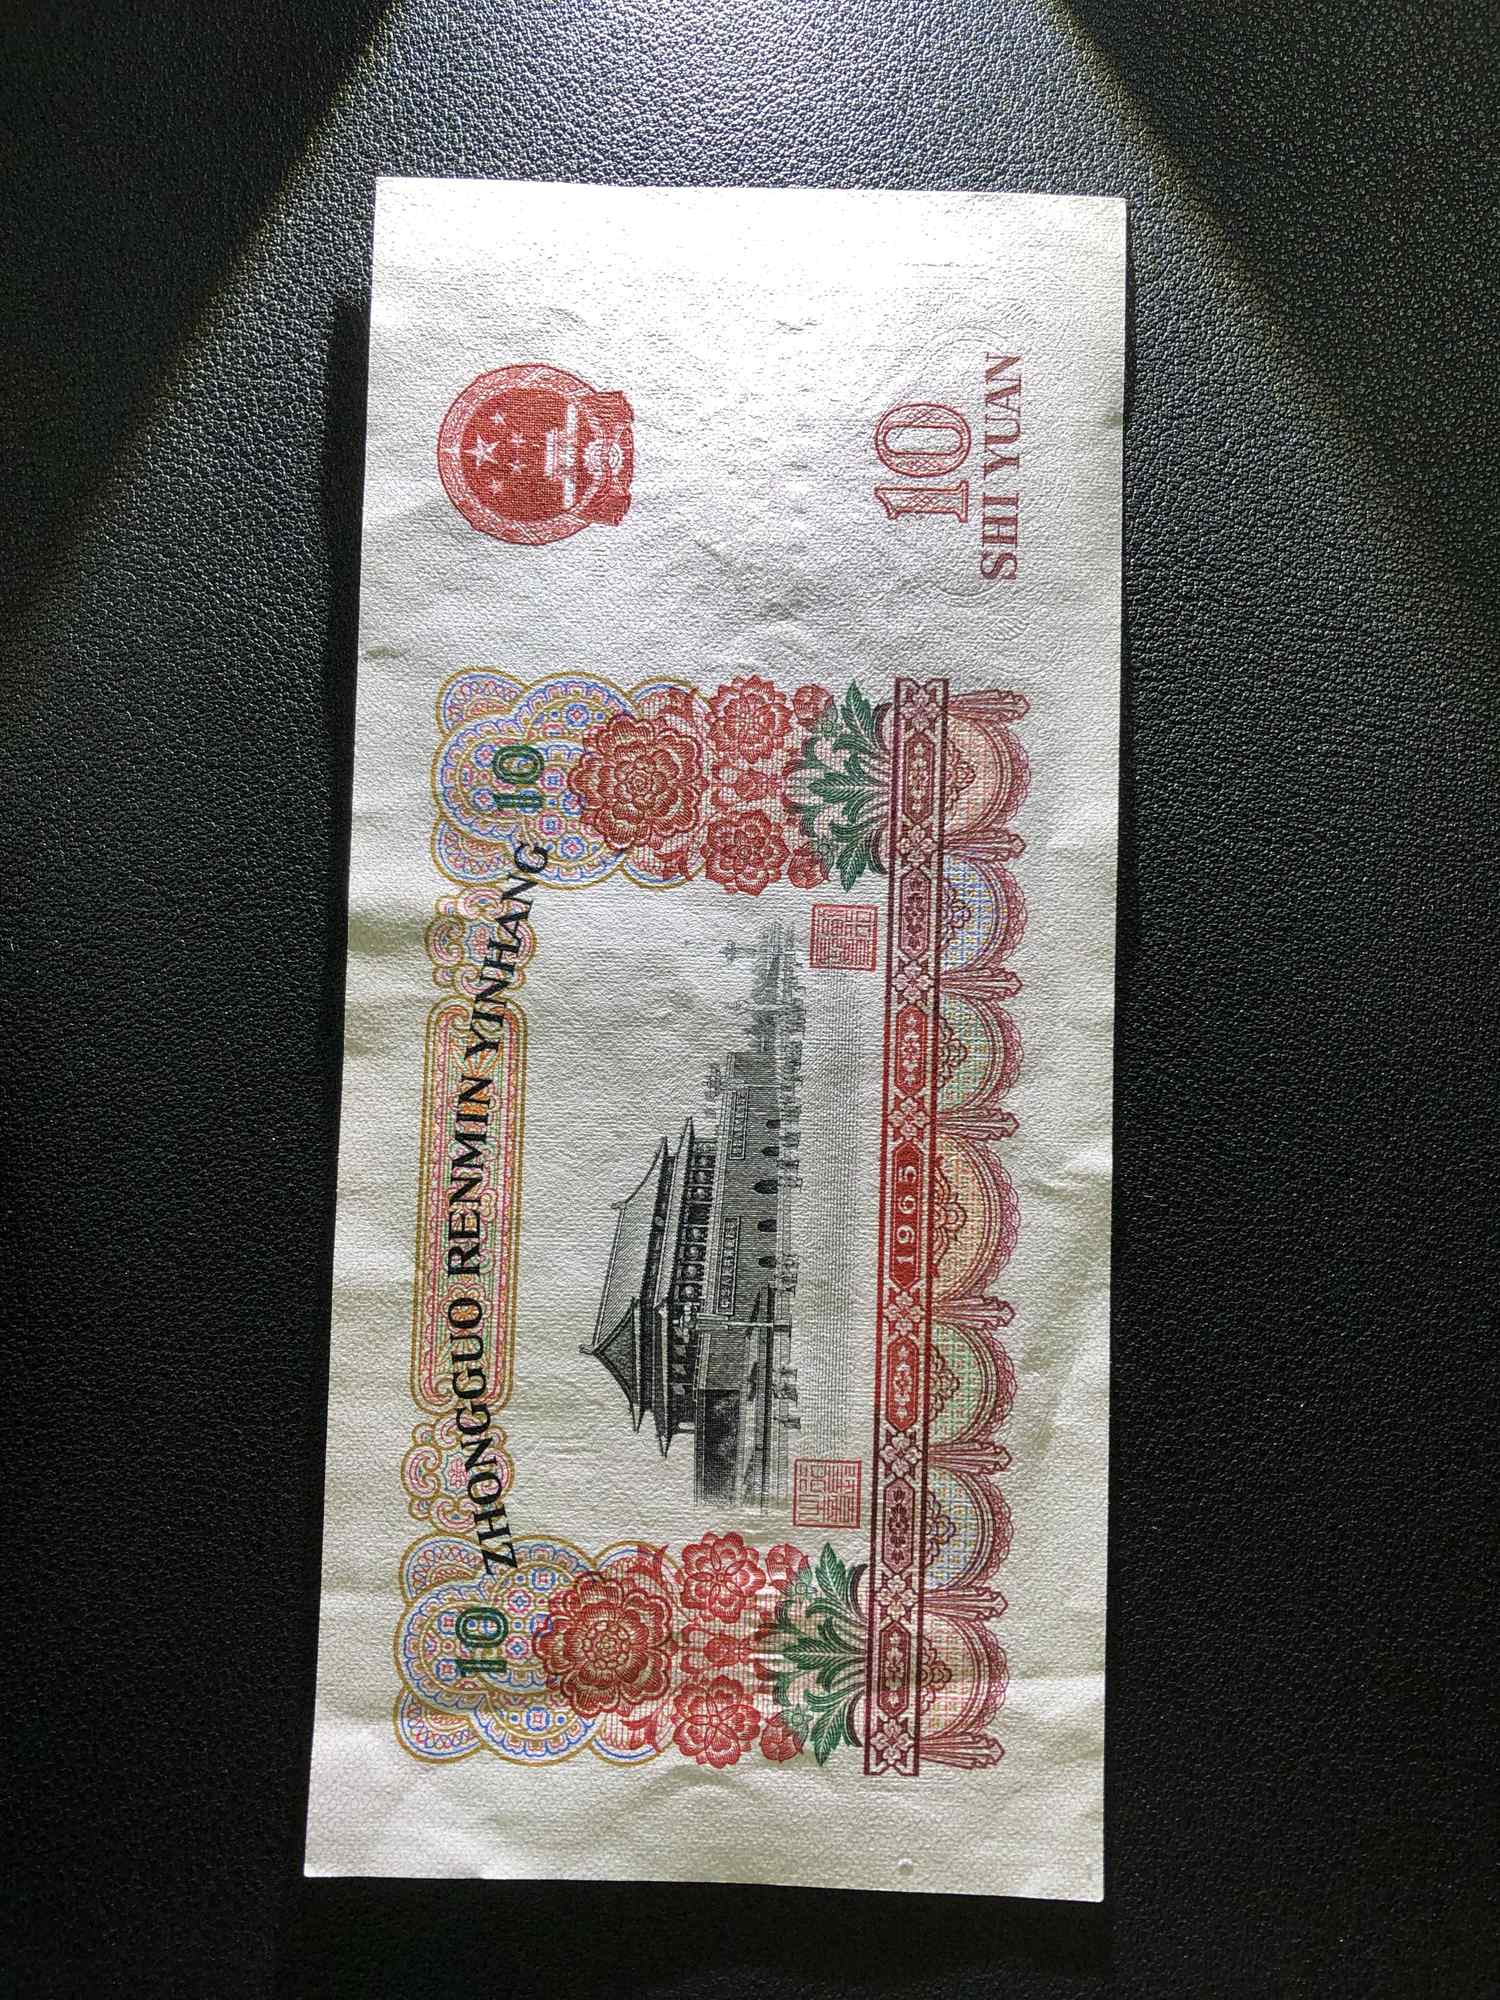 10 ZHONGGUO RENMIN YINHANG 10
10
SHI YUAN
1965